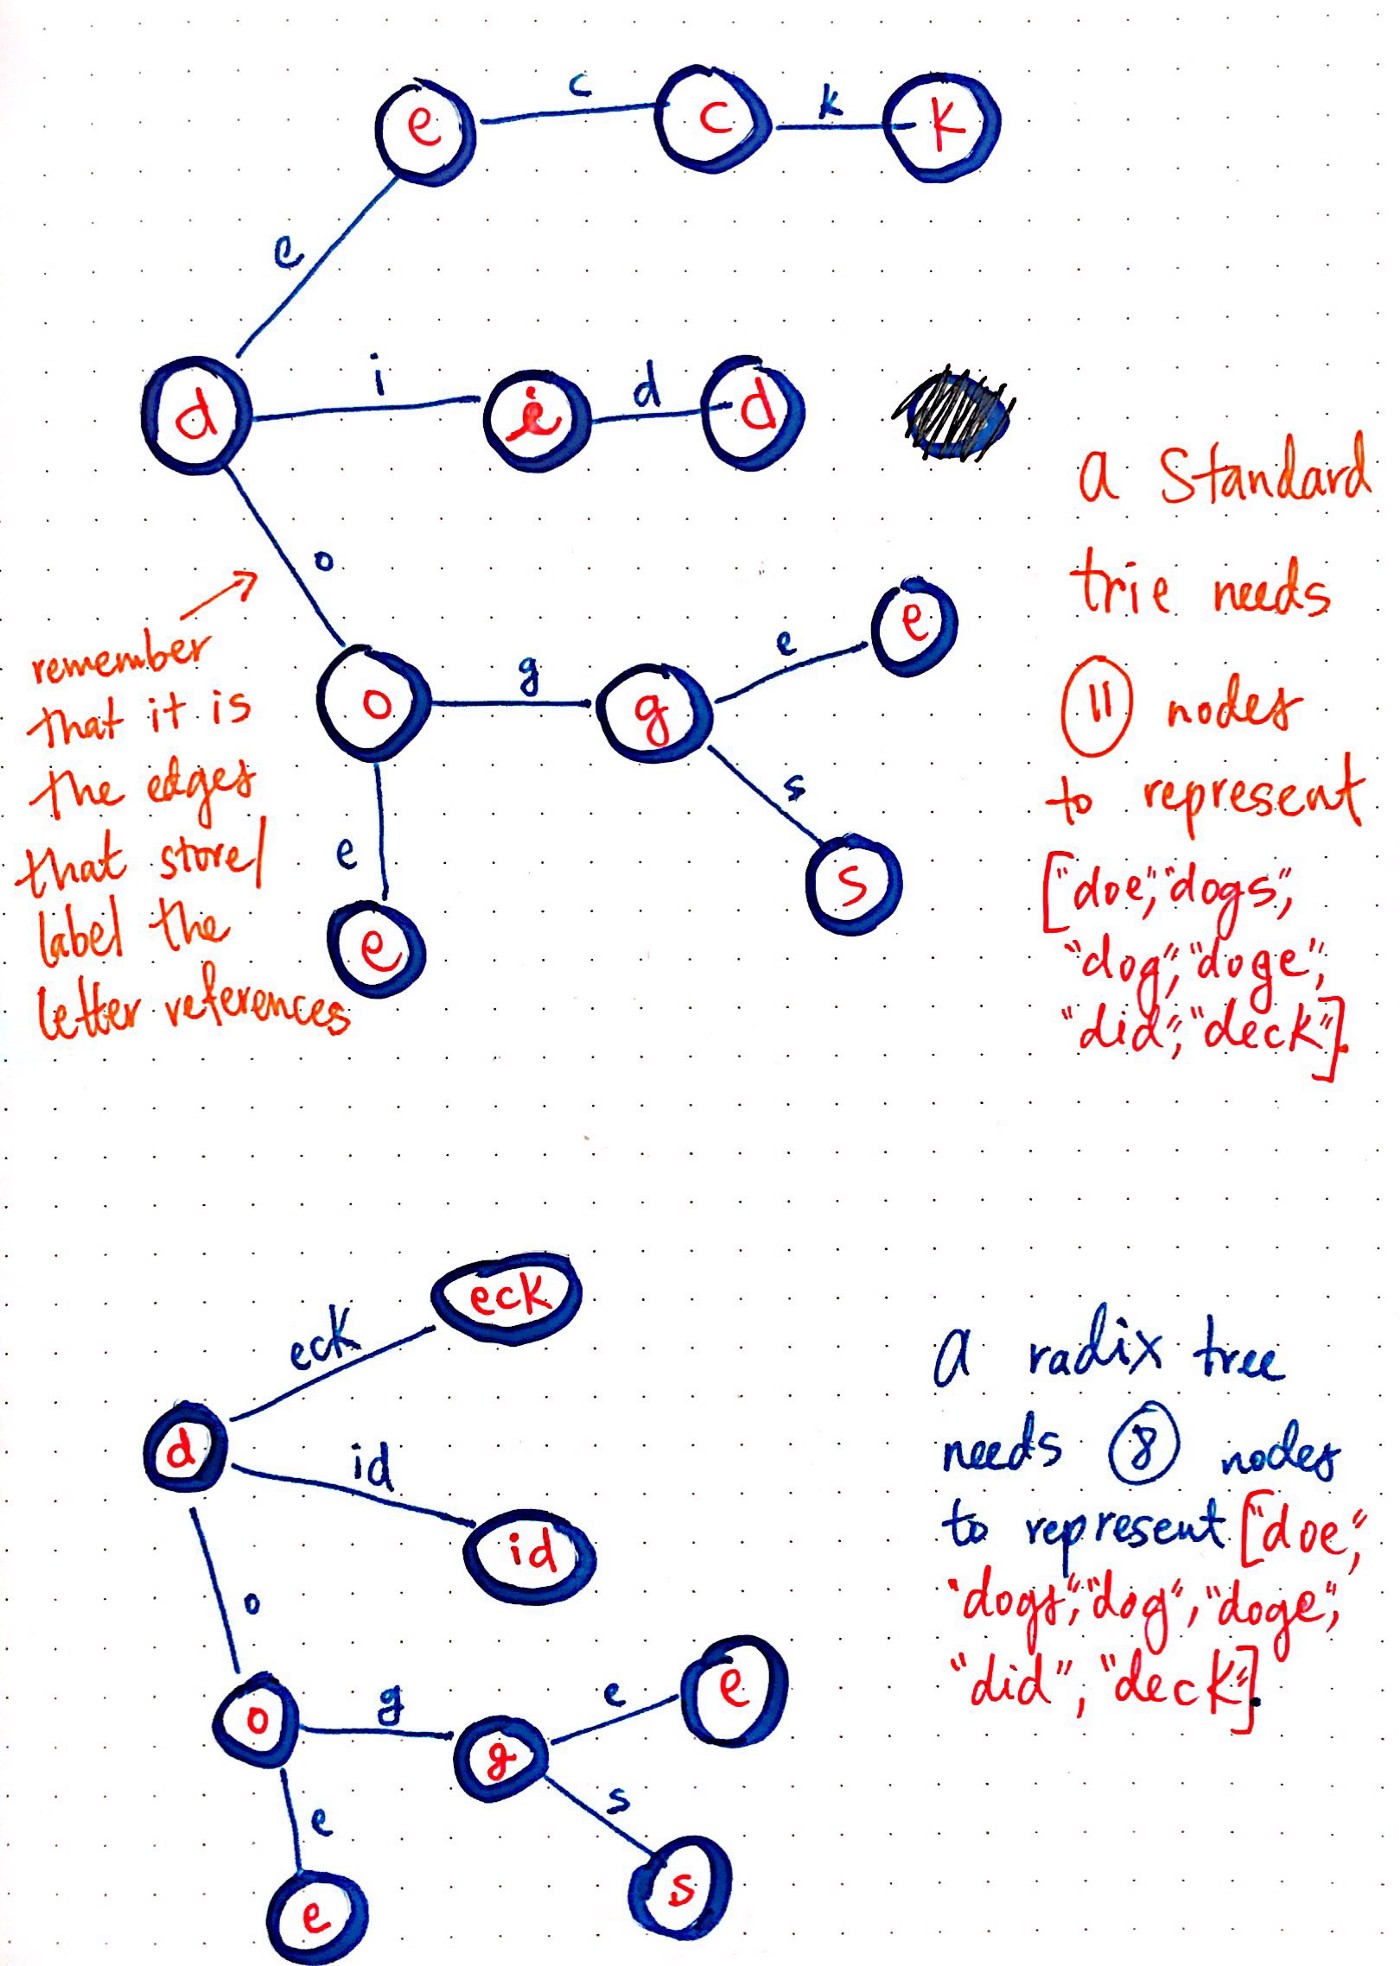 c
k
e
c
k
e
i
d
d
i
d
a standard
o
trie needs
e
e
remember
g
that it is
o
g
11 nodes
the edges
s
to represent
that store/
e
s
["doe", "dogs",
label the
e
"dog", "doge",
letter references
"did", "deck"].
eck
eck
a radix tree
d
id
needs 8 nodes
id
to represent ["doe",
o
"dogs", "dog", "doge",
e
e
"did", "deck"].
o
g
g
s
e
s
e